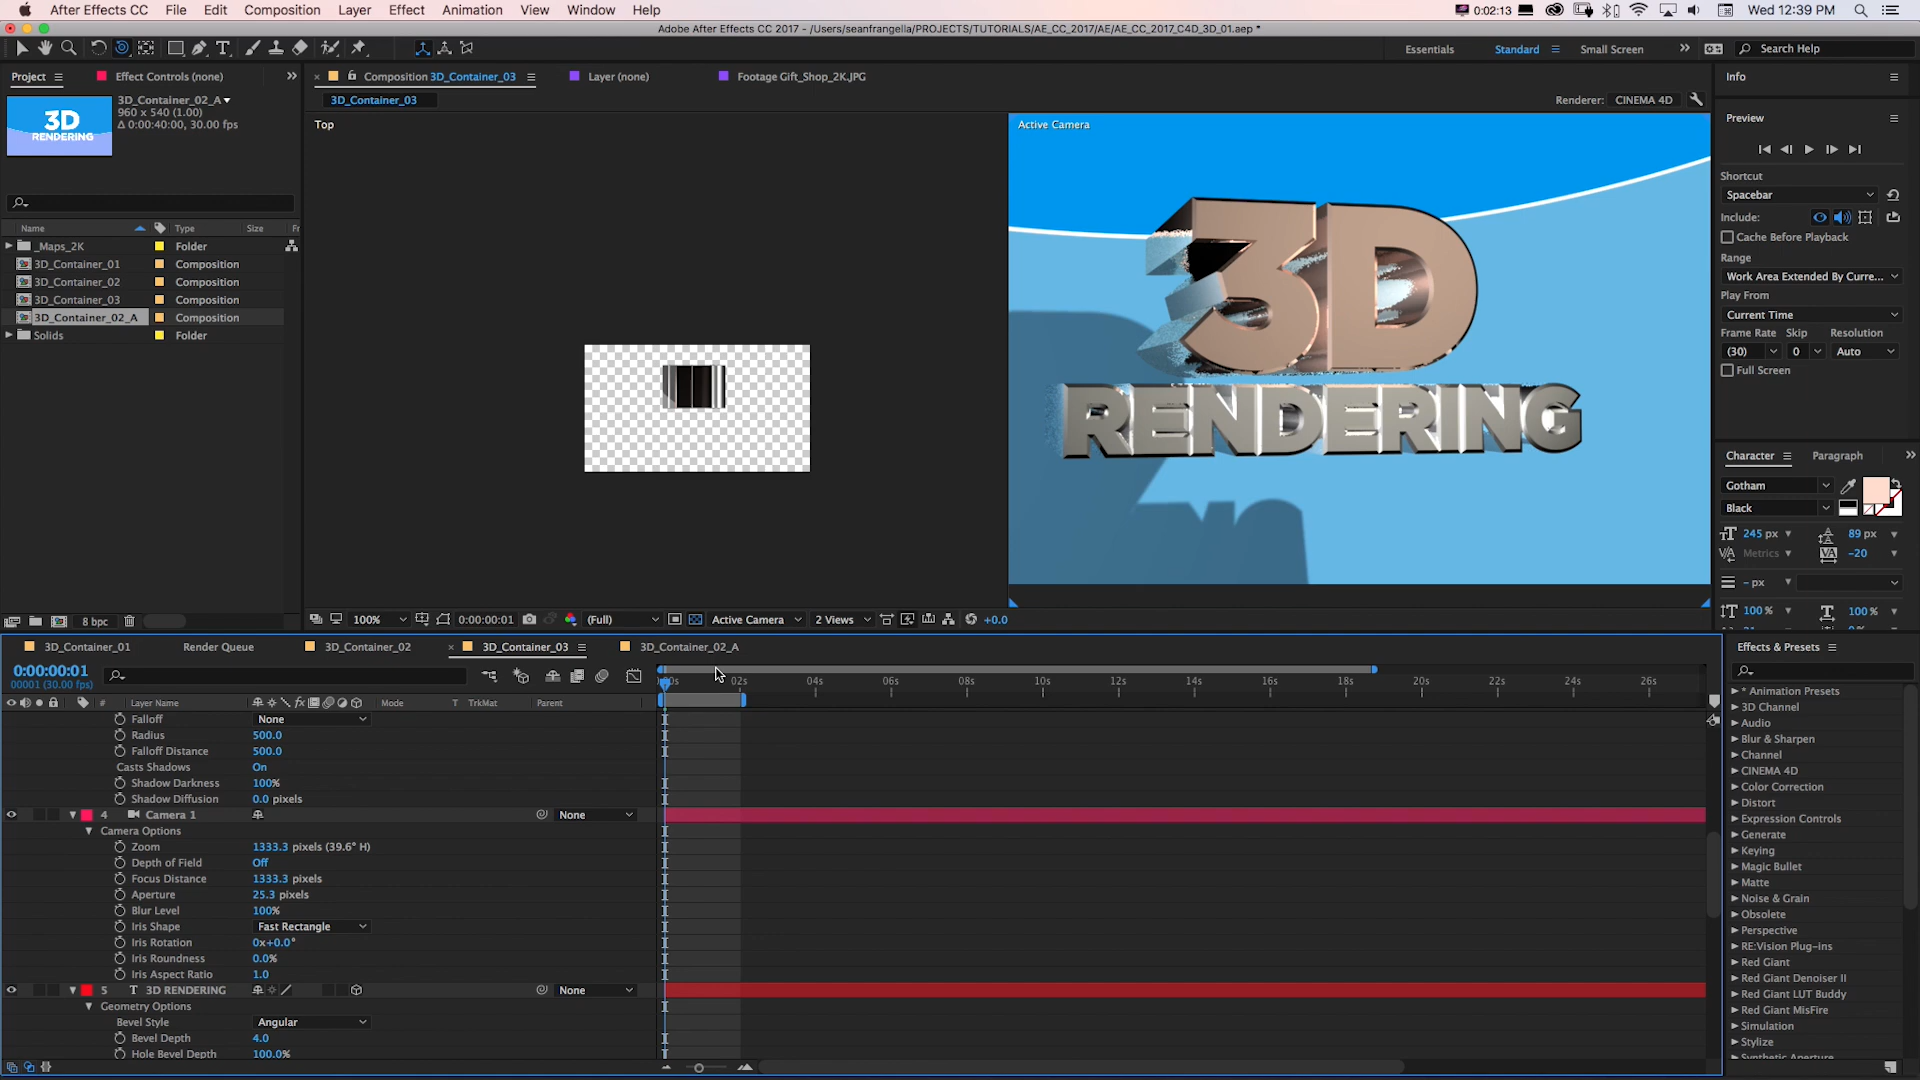 After Effects CC File Edit Composition Layer Effect Animation View Window Help 00:02:13 Wed 12:39 PM
Adobe After Effects CC 2017 - /Users/seanfrangella/PROJECTS/TUTORIALS/AE_CC_2017/AE/AE_CC_2017_C4D_3D_01.aep *
Essentials Standard Small Screen Search Help
Project Effect Controls (none) Composition 3D_Container_03 Layer (none) Footage Gift_Shop_2K.JPG Info
3D_Container_02_A
960 x 540 (1.00)
Δ 0:00:40:00, 30.00 fps
3D
RENDERING
3D_Container_03 Renderer: CINEMA 4D
Top Active Camera
3D
RENDERING
Name Type Size
_Maps_2K Folder
3D_Container_01 Composition
3D_Container_02 Composition
3D_Container_03 Composition
3D_Container_02_A Composition
Solids Folder
8 bpc
100% 0:00:00:01 (Full) Active Camera 2 Views +0.0
Preview
Shortcut
Spacebar
Include:
Cache Before Playback
Range
Work Area Extended By Curre...
Play From
Current Time
Frame Rate Skip Resolution
(30) 0 Auto
Full Screen
Character Paragraph
Gotham
Black
245 px 89 px
Metrics -20
- px
100% 100%
3D_Container_01 Render Queue 3D_Container_02 3D_Container_03 3D_Container_02_A
0:00:00:01
00001 (30.00 fps)
02s 04s 06s 08s 10s 12s 14s 16s 18s 20s 22s 24s 26s
# Layer Name Mode T TrkMat Parent
Falloff None
Radius 500.0
Falloff Distance 500.0
Casts Shadows On
Shadow Darkness 100%
Shadow Diffusion 0.0 pixels
4 Camera 1 None
Camera Options
Zoom 1333.3 pixels (39.6° H)
Depth of Field Off
Focus Distance 1333.3 pixels
Aperture 25.3 pixels
Blur Level 100%
Iris Shape Fast Rectangle
Iris Rotation 0x+0.0°
Iris Roundness 0.0%
Iris Aspect Ratio 1.0
5 T 3D RENDERING None
Geometry Options
Bevel Style Angular
Bevel Depth 4.0
Hole Bevel Depth 100.0%
Effects & Presets
* Animation Presets
3D Channel
Audio
Blur & Sharpen
Channel
CINEMA 4D
Color Correction
Distort
Expression Controls
Generate
Keying
Magic Bullet
Matte
Noise & Grain
Obsolete
Perspective
RE:Vision Plug-ins
Red Giant
Red Giant Denoiser II
Red Giant LUT Buddy
Red Giant MisFire
Simulation
Stylize
Synthetic Aperture